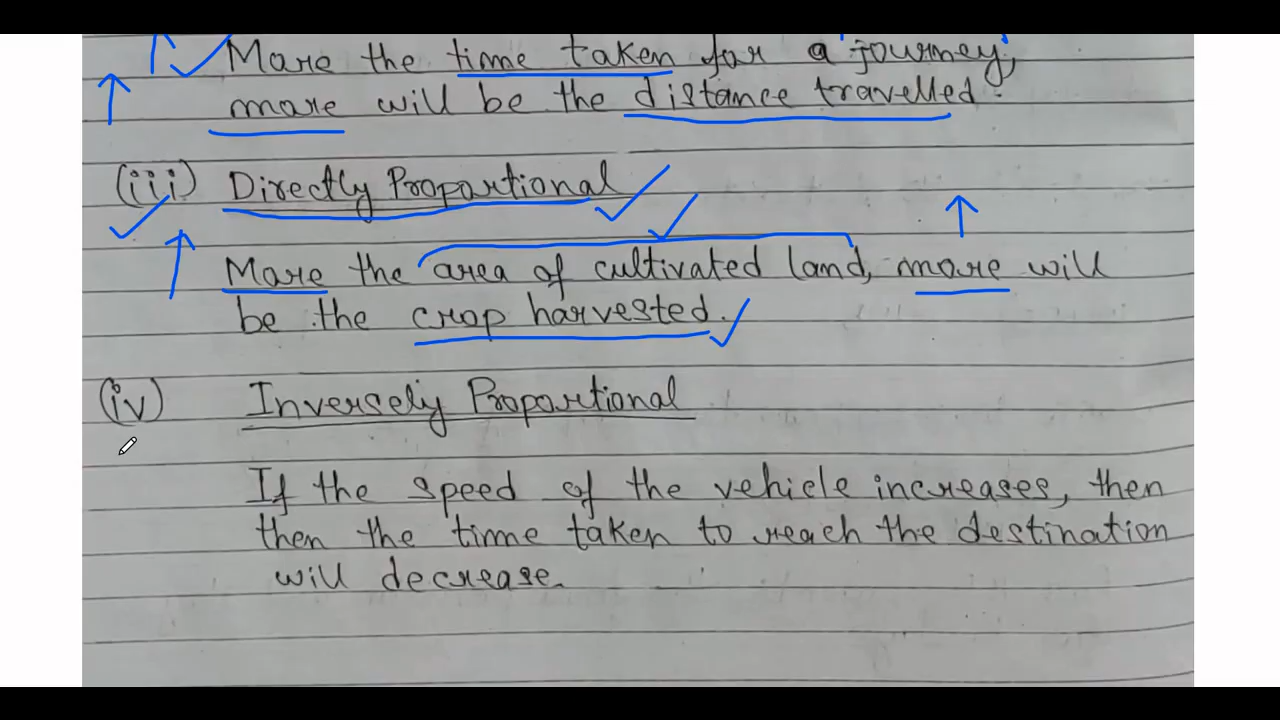 More the time taken for a journey,
more will be the distance travelled.
(iii) Directly Proportional
More the area of cultivated land, more will
be the crop harvested.
(iv) Inversely Proportional
If the speed of the vehicle increases, then
then the time taken to reach the destination
will decrease.